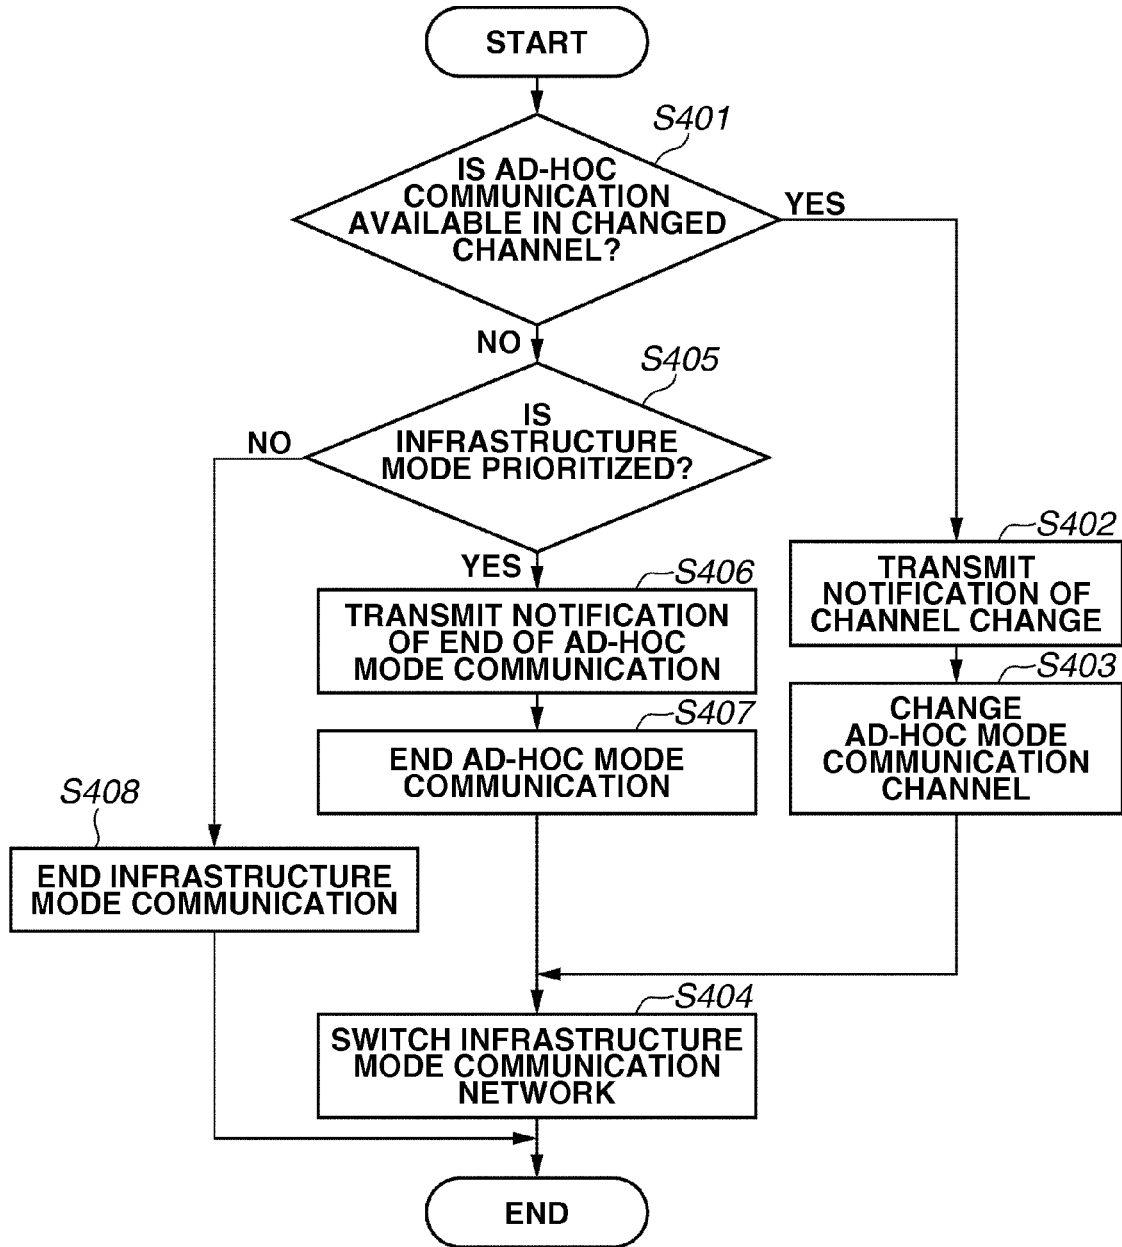 START
S401
IS AD-HOC
COMMUNICATION
AVAILABLE IN CHANGED
CHANNEL?
YES
NO
S405
IS
INFRASTRUCTURE
MODE PRIORITIZED?
NO
YES
S402
TRANSMIT
NOTIFICATION OF
CHANNEL CHANGE
S406
TRANSMIT NOTIFICATION
OF END OF AD-HOC
MODE COMMUNICATION
S403
CHANGE
AD-HOC MODE
COMMUNICATION
CHANNEL
S407
END AD-HOC MODE
COMMUNICATION
S408
END INFRASTRUCTURE
MODE COMMUNICATION
S404
SWITCH INFRASTRUCTURE
MODE COMMUNICATION
NETWORK
END